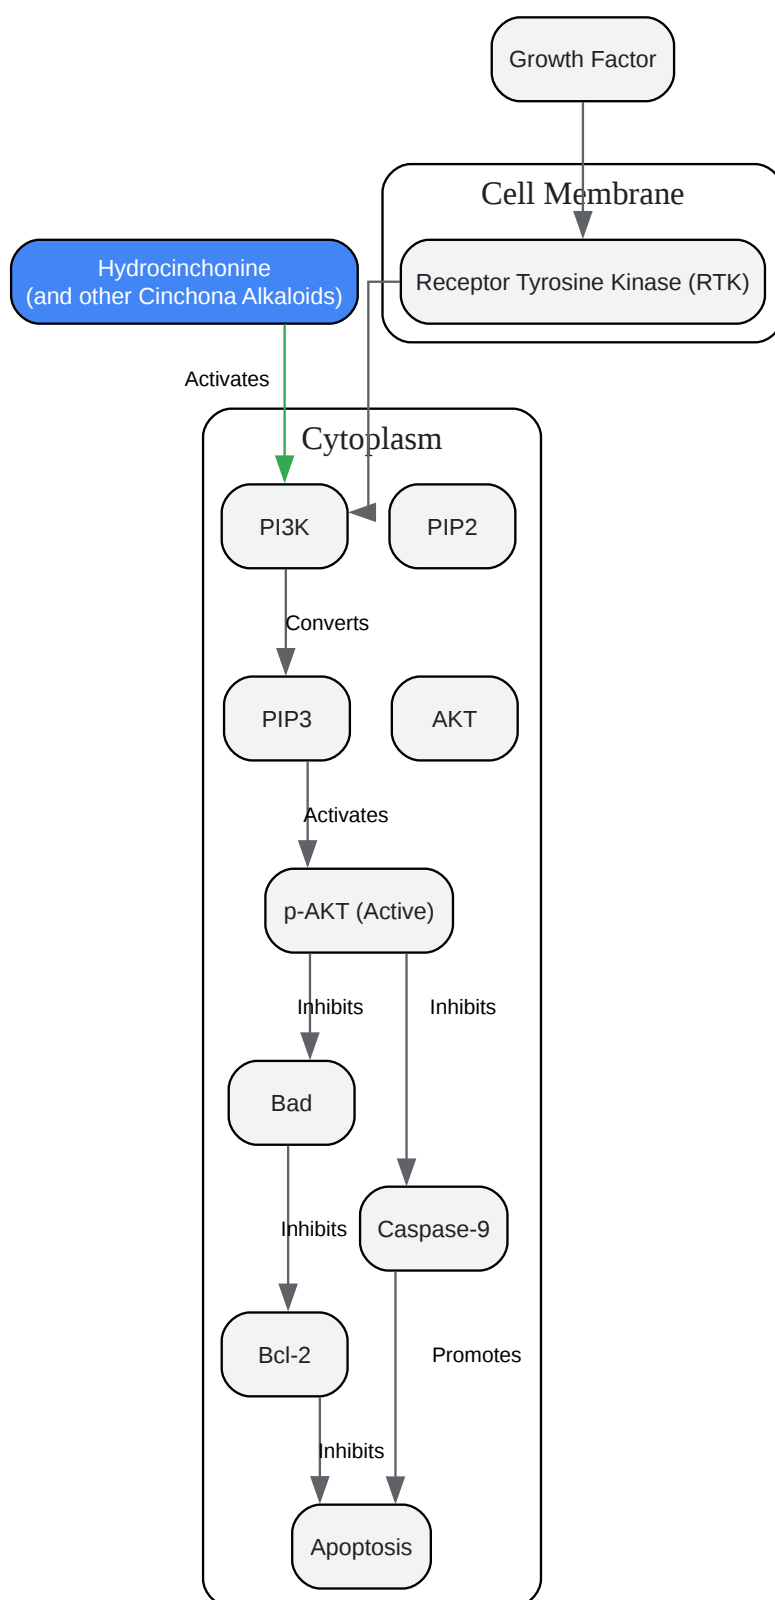 Growth Factor
Cell Membrane
Hydrocinchonine
(and other Cinchona Alkaloids)
Receptor Tyrosine Kinase (RTK)
Activates
Cytoplasm
PI3K
PIP2
Converts
PIP3
AKT
Activates
p-AKT (Active)
Inhibits
Inhibits
Bad
Inhibits
Caspase-9
Bcl-2
Promotes
Inhibits
Apoptosis